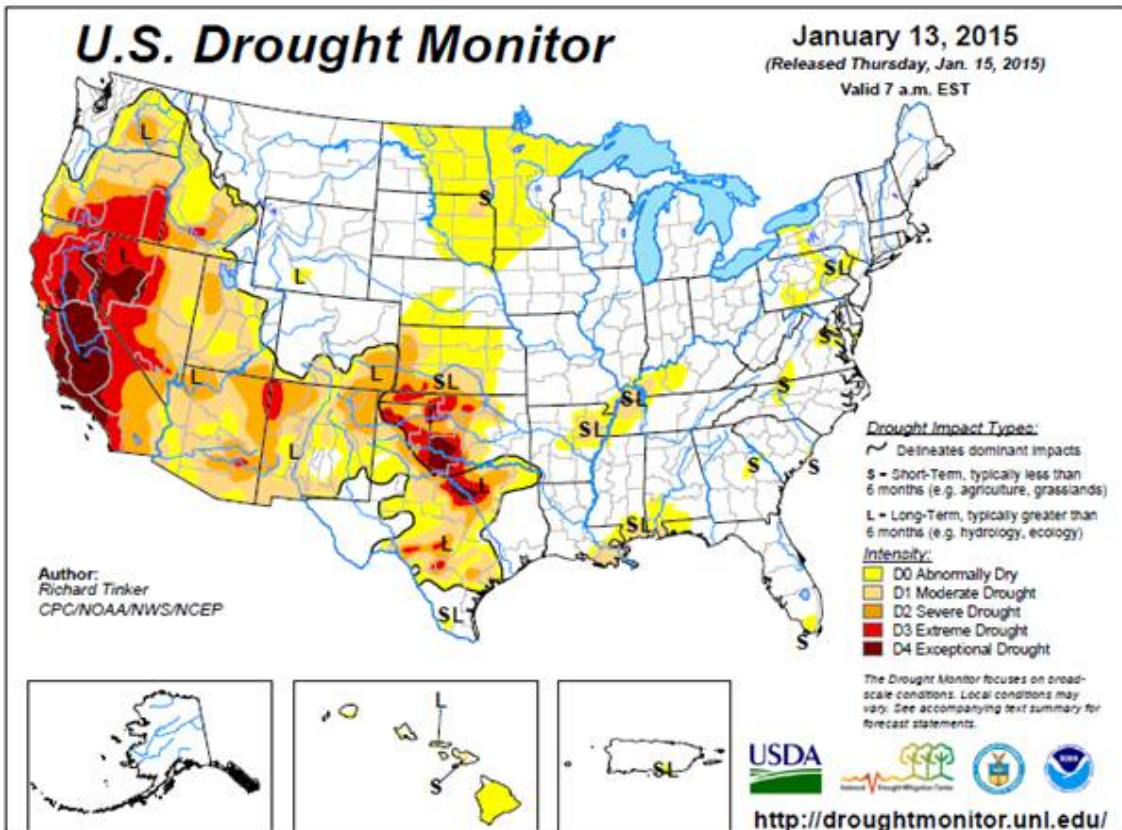 U.S. Drought Monitor
January 13, 2015
(Released Thursday, Jan. 15, 2015)
Valid 7 a.m. EST
L
S
L
L
SL
S
L
L
SL
SL
S
SL
L
S
S
L
SL
L
SL
S
Drought Impact Types:
Delineates dominant impacts
S = Short-Term, typically less than
6 months (e.g. agriculture, grasslands)
L = Long-Term, typically greater than
6 months (e.g. hydrology, ecology)
Intensity:
D0 Abnormally Dry
D1 Moderate Drought
D2 Severe Drought
D3 Extreme Drought
D4 Exceptional Drought
Author:
Richard Tinker
CPC/NOAA/NWS/NCEP
The Drought Monitor focuses on broad-
scale conditions. Local conditions may
vary. See accompanying text summary for
forecast statements.
L
S
SL
USDA
National Drought Mitigation Center
http://droughtmonitor.unl.edu/